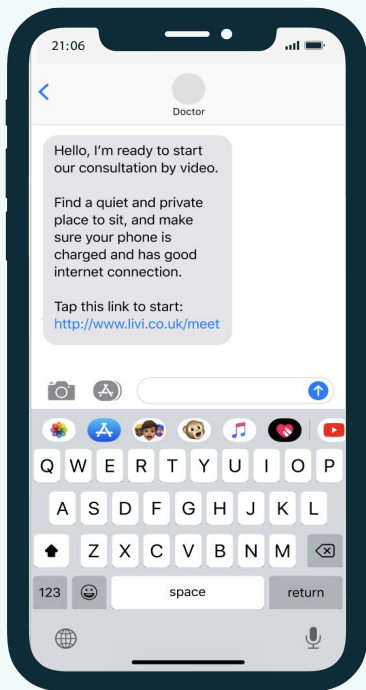 21:06
Doctor
Hello, I'm ready to start
our consultation by video.
Find a quiet and private
place to sit, and make
sure your phone is
charged and has good
internet connection.
Tap this link to start:
http://www.livi.co.uk/meet
Q W E R T Y U I O P
A S D F G H J K L
Z X C V B N M
123 space return